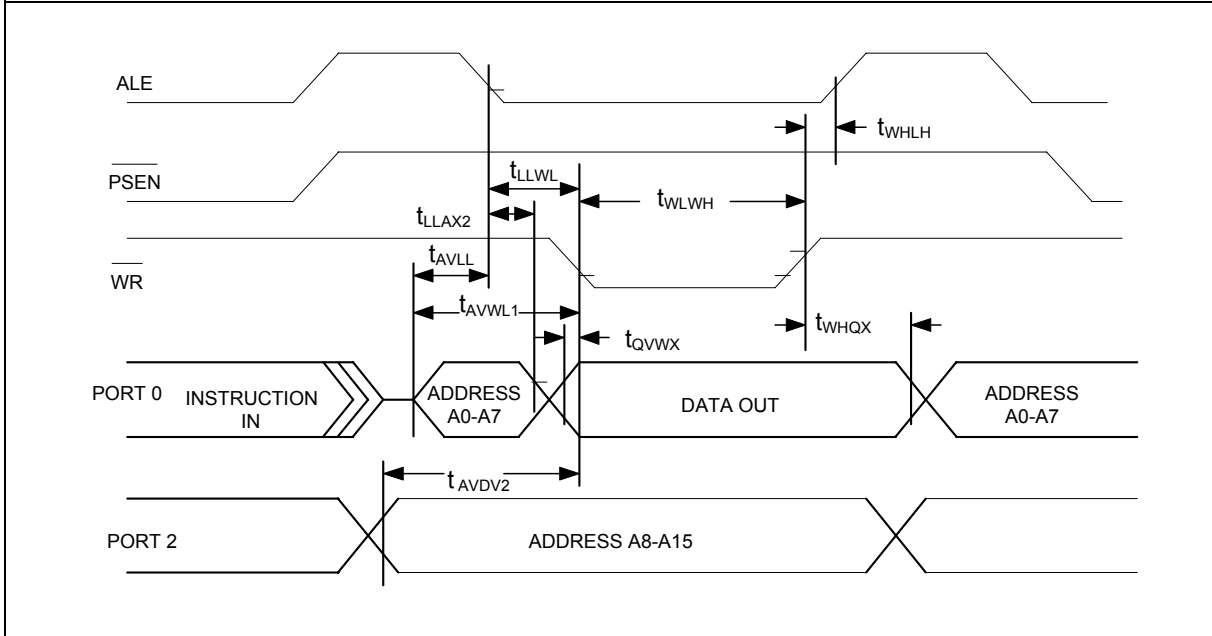 ALE
tWHLH
PSEN
tLLWL
tWLWH
tLLAX2
tAVLL
WR
tAVWL1
tWHQX
tQVWX
PORT 0
INSTRUCTION
IN
ADDRESS
A0-A7
DATA OUT
ADDRESS
A0-A7
tAVDV2
PORT 2
ADDRESS A8-A15